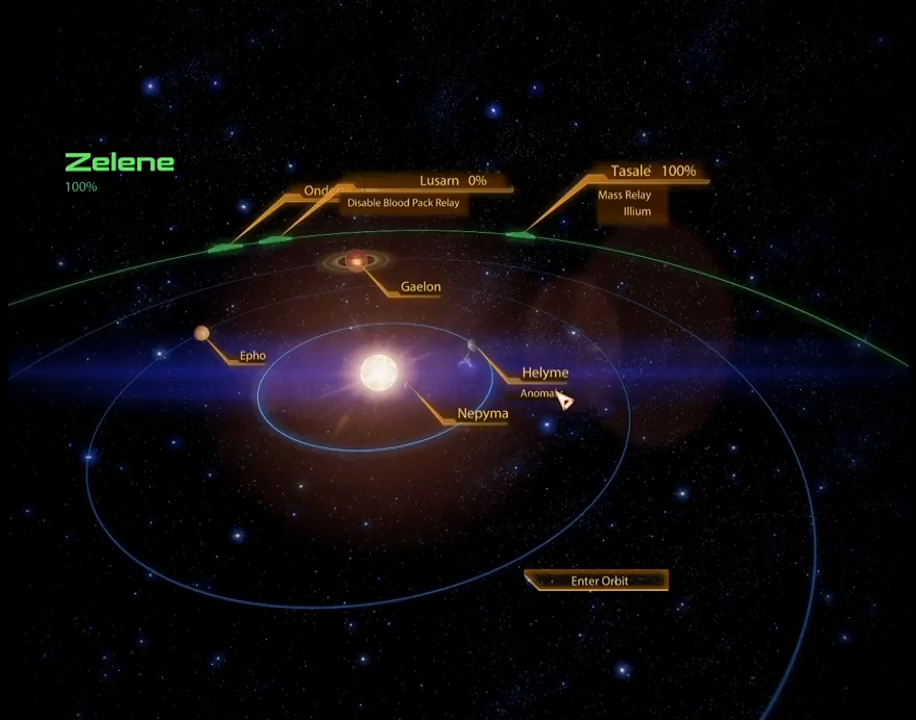 Zelene
100%
Lusarn 0%
Disable Blood Pack Relay
Tasale 100%
Mass Relay
Illium
Gaelon
Epho
Helyme
Nepyma
Enter Orbit